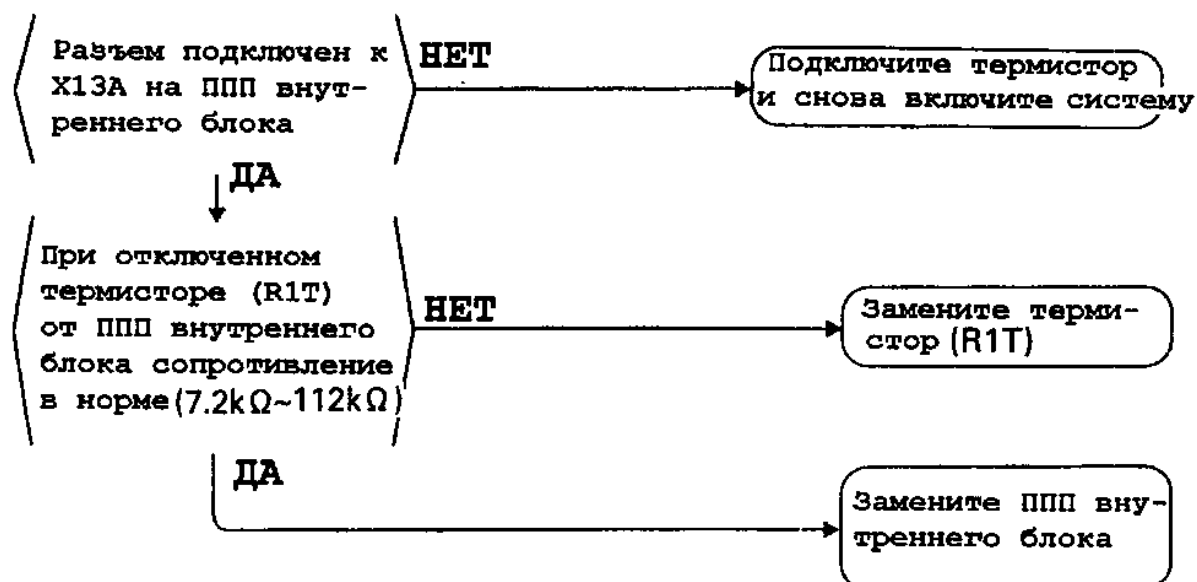 Разъем подключен к
X13A на ППП внут-
реннего блока
НЕТ
Подключите термистор
и снова включите систему
ДА
При отключенном
термисторе (R1T)
от ППП внутреннего
блока сопротивление
в норме (7.2kΩ~112kΩ)
НЕТ
Замените терми-
стор (R1T)
ДА
Замените ППП вну-
треннего блока